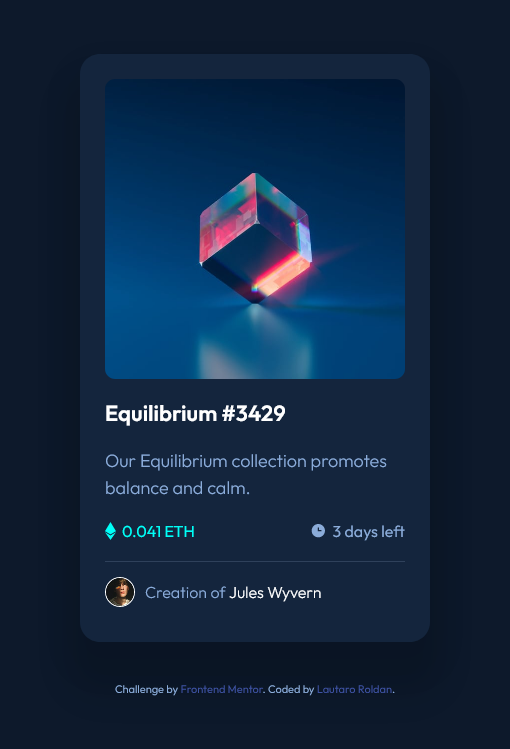 Equilibrium #3429
Our Equilibrium collection promotes
balance and calm.
0.041 ETH
3 days left
Creation of Jules Wyvern
Challenge by Frontend Mentor. Coded by Lautaro Roldan.